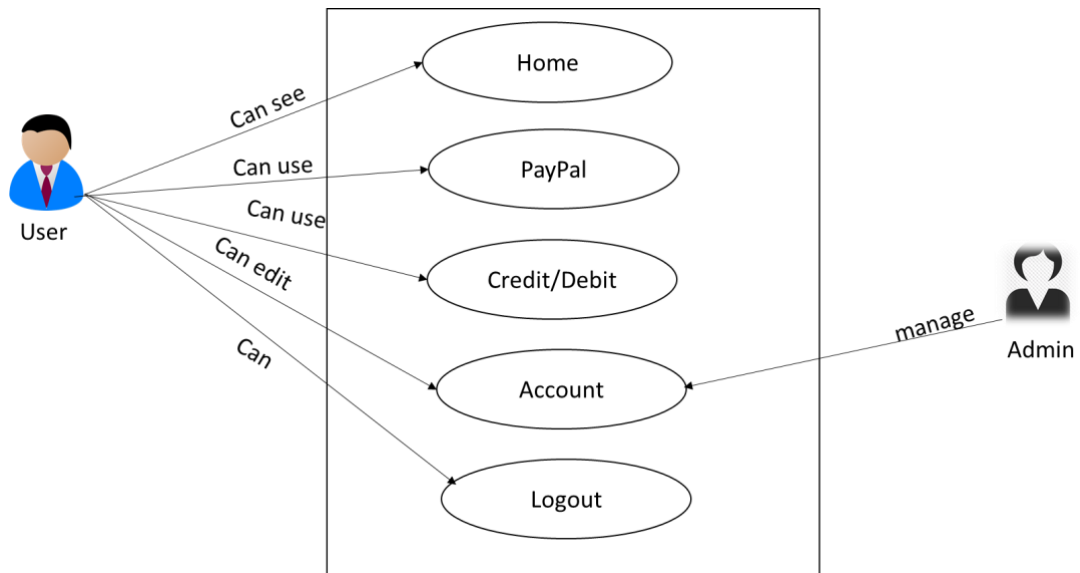 Home
Can see
Can use
PayPal
User
Can use
Can edit
Credit/Debit
manage
Admin
Can
Account
Logout